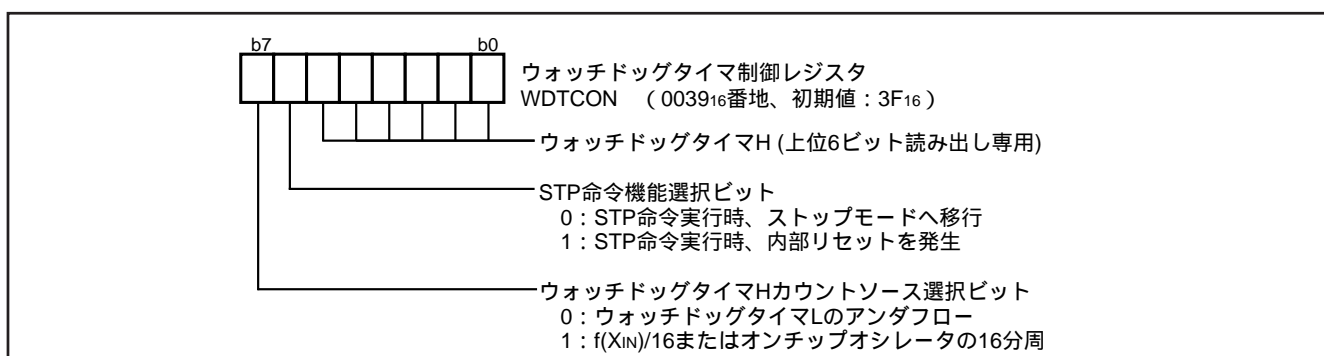 b7 b0
ウォッチドッグタイマ制御レジスタ
WDTCON （003916番地、初期値：3F16）
ウォッチドッグタイマH (上位6ビット読み出し専用)
STP命令機能選択ビット
0：STP命令実行時、ストップモードへ移行
1：STP命令実行時、内部リセットを発生
ウォッチドッグタイマHカウントソース選択ビット
0：ウォッチドッグタイマLのアンダフロー
1：f(XIN)/16またはオンチップオシレータの16分周